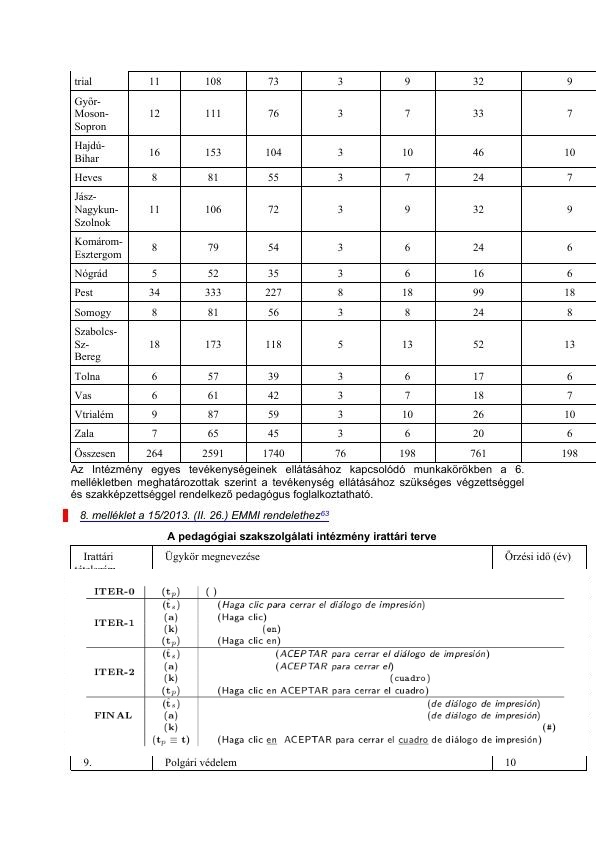 trial 11 108 73 3 9 32 9
Győr-
Moson-
Sopron 12 111 76 3 7 33 7
Hajdú-
Bihar 16 153 104 3 10 46 10
Heves 8 81 55 3 7 24 7
Jász-
Nagykun-
Szolnok 11 106 72 3 9 32 9
Komárom-
Esztergom 8 79 54 3 6 24 6
Nógrád 5 52 35 3 6 16 6
Pest 34 333 227 8 18 99 18
Somogy 8 81 56 3 8 24 8
Szabolcs-
Sz-
Bereg 18 173 118 5 13 52 13
Tolna 6 57 39 3 6 17 6
Vas 6 61 42 3 7 18 7
Vtrialém 9 87 59 3 10 26 10
Zala 7 65 45 3 6 20 6
Összesen 264 2591 1740 76 198 761 198
Az Intézmény egyes tevékenységeinek ellátásához kapcsolódó munkakörökben a 6.
mellékletben meghatározottak szerint a tevékenység ellátásához szükséges végzettséggel
és szakképzettséggel rendelkező pedagógus foglalkoztatható.
8. melléklet a 15/2013. (II. 26.) EMMI rendelethez63
A pedagógiai szakszolgálati intézmény irattári terve
Irattári Ügykör megnevezése Őrzési idő (év)
ITER-0 (tp) ( )
(ts) (Haga clic para cerrar el diálogo de impresión)
ITER-1 (a) (Haga clic)
(k) (en)
(tp) (Haga clic en)
(ts) (ACEPTAR para cerrar el diálogo de impresión)
ITER-2 (a) (ACEPTAR para cerrar el)
(k) (cuadro)
(tp) (Haga clic en ACEPTAR para cerrar el cuadro)
(ts) (de diálogo de impresión)
FINAL (a) (de diálogo de impresión)
(k) (#)
(tp ≡ t) (Haga clic en ACEPTAR para cerrar el cuadro de diálogo de impresión)
9. Polgári védelem 10